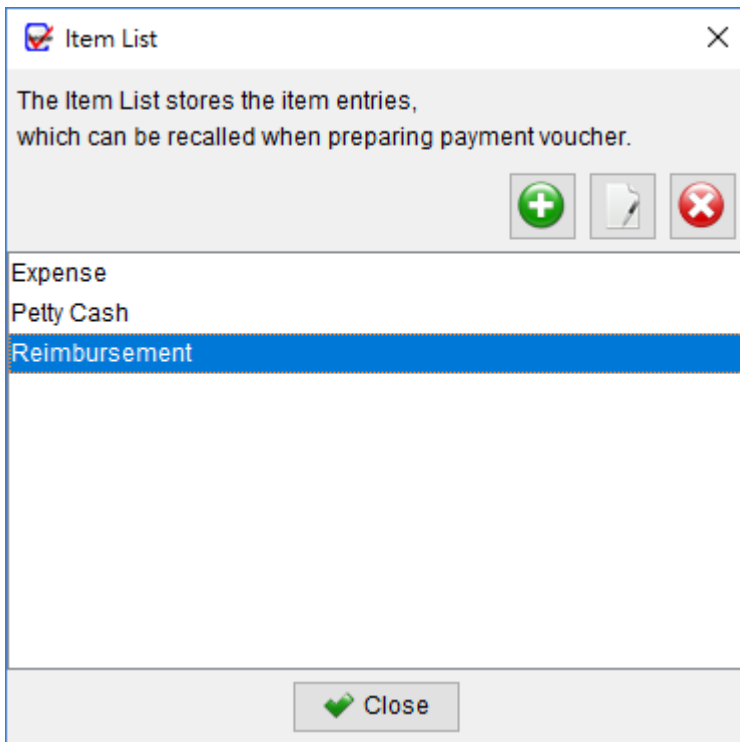 Item List
The Item List stores the item entries,
which can be recalled when preparing payment voucher.
Expense
Petty Cash
Reimbursement
Close